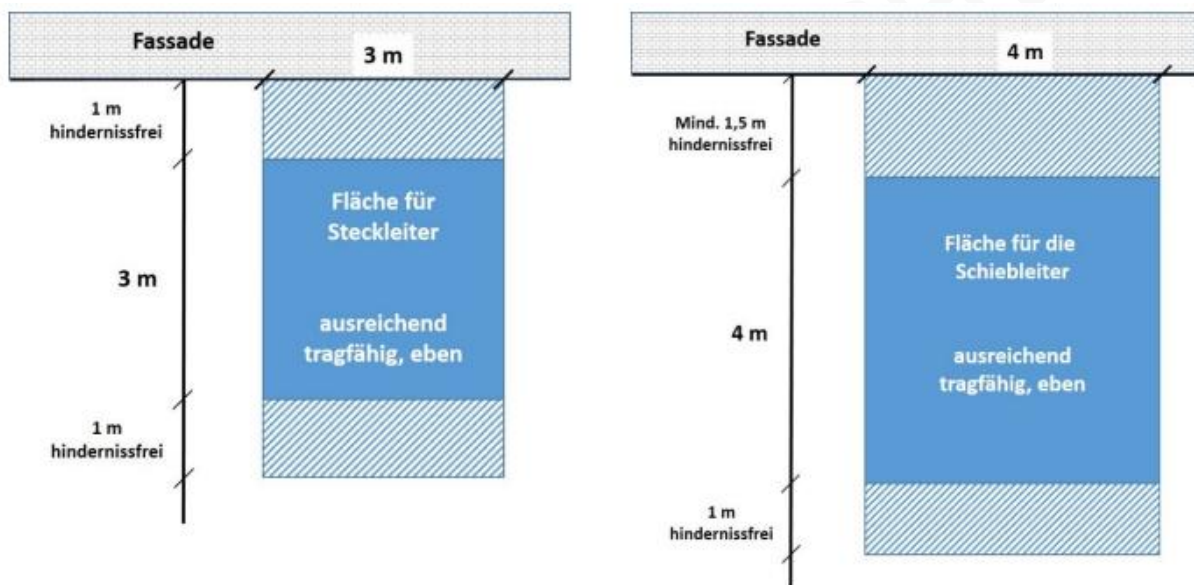 Fassade
3 m
1 m
hindernissfrei
Fläche für
Steckleiter
3 m
ausreichend
tragfähig, eben
1 m
hindernissfrei
Fassade
4 m
Mind. 1,5 m
hindernissfrei
Fläche für die
Schiebleiter
4 m
ausreichend
tragfähig, eben
1 m
hindernissfrei